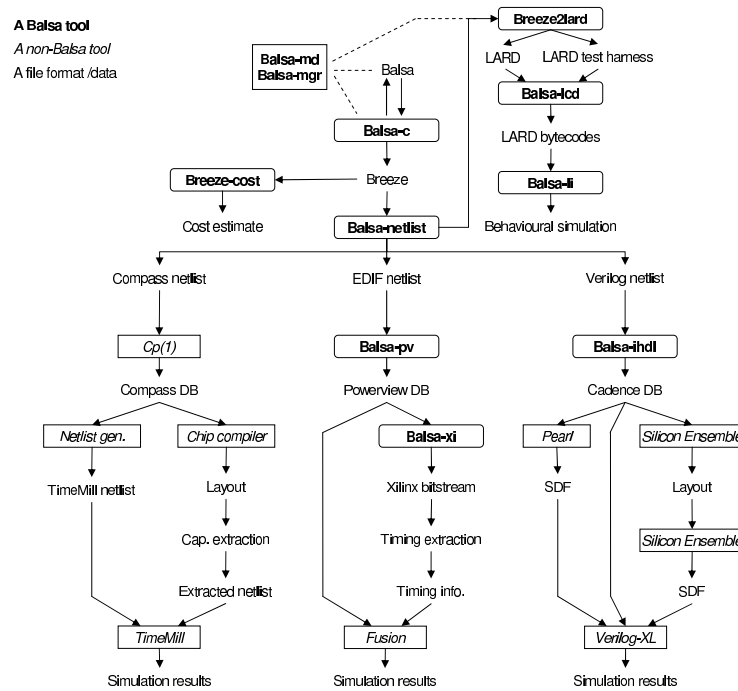 A Balsa tool
A non-Balsa tool
A file format /data
Balsa-md
Balsa-mgr
Balsa
Breeze2lard
LARD
LARD test harness
Balsa-lcd
LARD bytecodes
Balsa-li
Behavioural simulation
Balsa-c
Breeze
Breeze-cost
Cost estimate
Balsa-netlist
Compass netlist
EDIF netlist
Verilog netlist
Cp(1)
Balsa-pv
Balsa-ihdl
Compass DB
Powerview DB
Cadence DB
Netlist gen.
Chip compiler
Balsa-xi
Pearl
Silicon Ensemble
TimeMill netlist
Layout
Xilinx bitstream
SDF
Layout
Cap. extraction
Timing extraction
Silicon Ensemble
Extracted netlist
Timing info.
SDF
TimeMill
Fusion
Verilog-XL
Simulation results
Simulation results
Simulation results